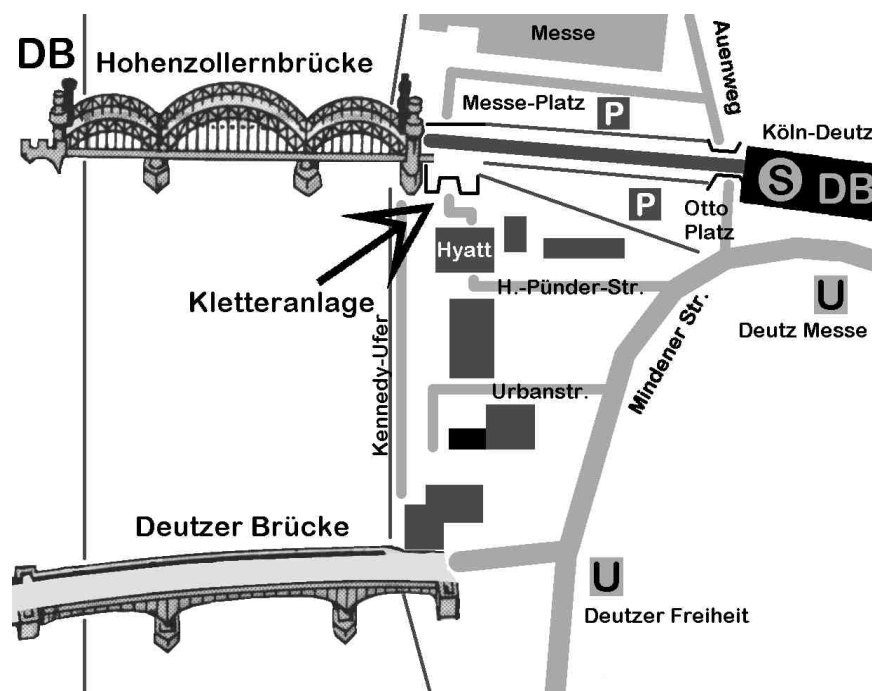 DB
Hohenzollernbrücke
Messe
Auenweg
Messe-Platz
P
Köln-Deutz
S DB
P
Otto
Platz
Hyatt
Kletteranlage
H.-Pünder-Str.
U
Deutz Messe
Mindener Str.
Kennedy-Ufer
Urbanstr.
Deutzer Brücke
U
Deutzer Freiheit